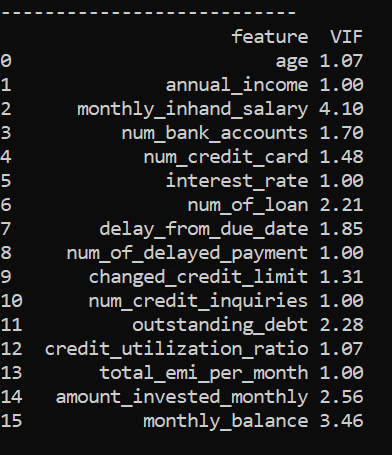 ---------------------------
feature VIF
0 age 1.07
1 annual_income 1.00
2 monthly_inhand_salary 4.10
3 num_bank_accounts 1.70
4 num_credit_card 1.48
5 interest_rate 1.00
6 num_of_loan 2.21
7 delay_from_due_date 1.85
8 num_of_delayed_payment 1.00
9 changed_credit_limit 1.31
10 num_credit_inquiries 1.00
11 outstanding_debt 2.28
12 credit_utilization_ratio 1.07
13 total_emi_per_month 1.00
14 amount_invested_monthly 2.56
15 monthly_balance 3.46